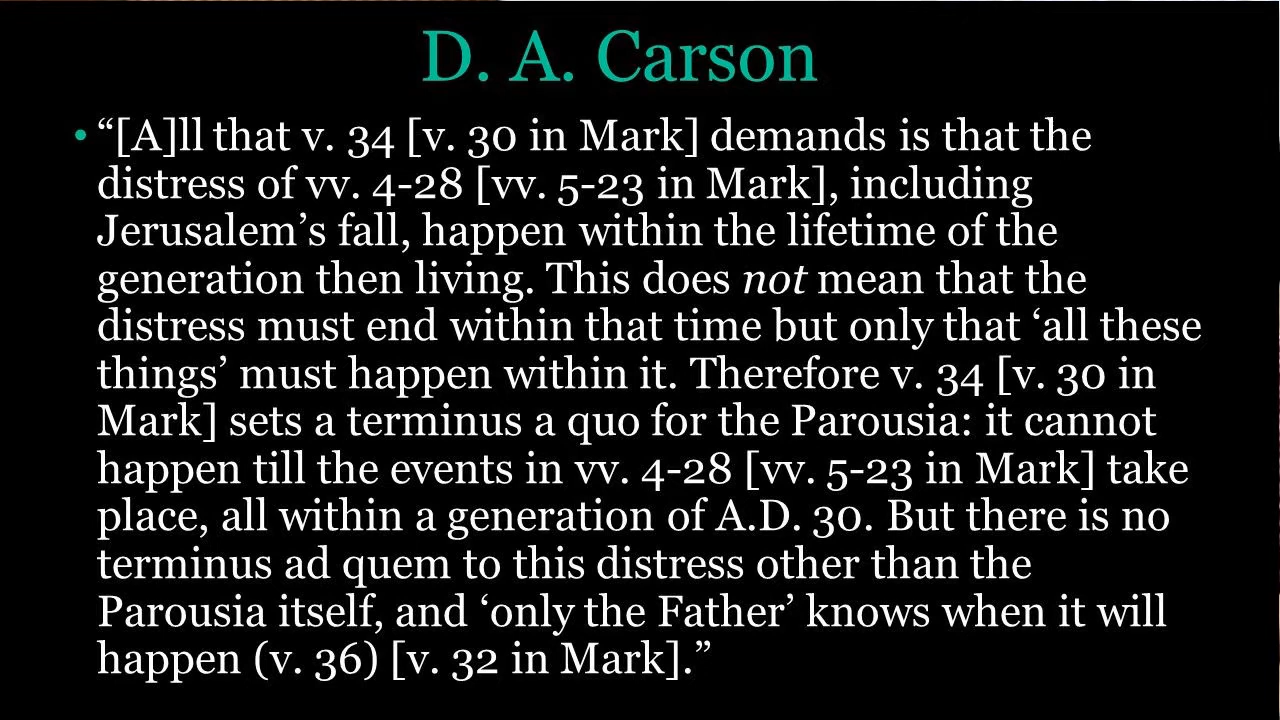 D. A. Carson
• “[A]ll that v. 34 [v. 30 in Mark] demands is that the
distress of vv. 4-28 [vv. 5-23 in Mark], including
Jerusalem’s fall, happen within the lifetime of the
generation then living. This does not mean that the
distress must end within that time but only that ‘all these
things’ must happen within it. Therefore v. 34 [v. 30 in
Mark] sets a terminus a quo for the Parousia: it cannot
happen till the events in vv. 4-28 [vv. 5-23 in Mark] take
place, all within a generation of A.D. 30. But there is no
terminus ad quem to this distress other than the
Parousia itself, and ‘only the Father’ knows when it will
happen (v. 36) [v. 32 in Mark].”